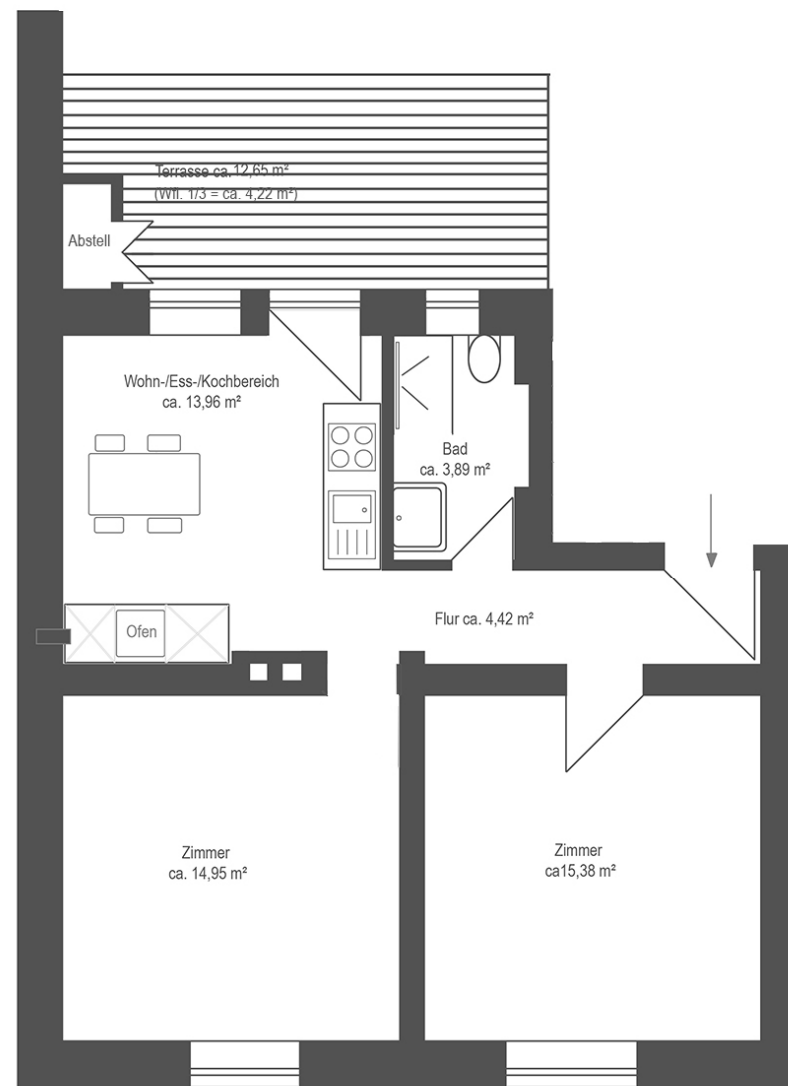 Terrasse ca. 12,65 m²
(Wfl. 1/3 = ca. 4,22 m²)
Abstell
Wohn-/Ess-/Kochbereich
ca. 13,96 m²
Bad
ca. 3,89 m²
Flur ca. 4,42 m²
Ofen
Zimmer
ca. 14,95 m²
Zimmer
ca15,38 m²